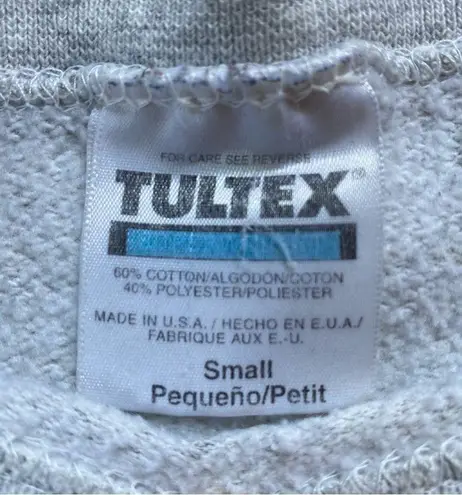 FOR CARE SEE REVERSE
TULTEX®
60% COTTON/ALGODÓN/COTON
40% POLYESTER/POLIESTER
MADE IN U.S.A. / HECHO EN E.U.A./
FABRIQUE AUX E.-U.
Small
Pequeño/Petit